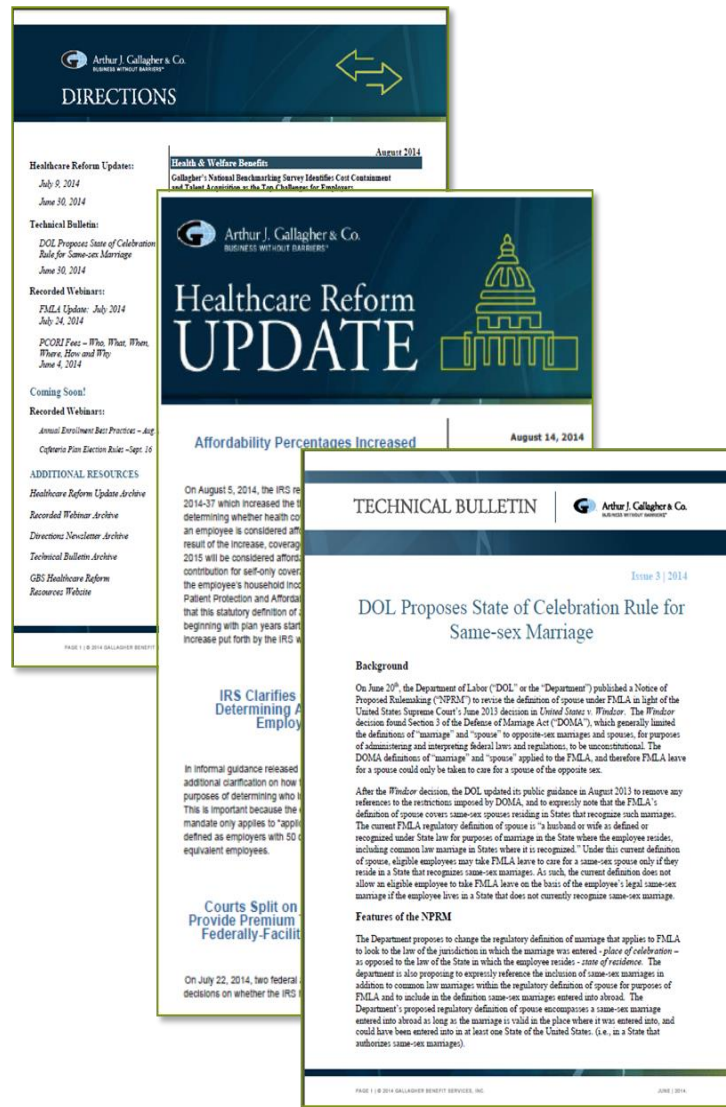 Arthur J. Gallagher & Co.
BUSINESS WITHOUT BARRIERS™
DIRECTIONS
August 2014
Healthcare Reform Updates:
July 9, 2014
June 30, 2014
Technical Bulletin:
DOL Proposes State of Celebration
Rule for Same-sex Marriage
June 30, 2014
Recorded Webinars:
FMLA Update: July 2014
July 24, 2014
PCORI Fees – Who, What, When,
Where, How and Why
June 4, 2014
Coming Soon!
Recorded Webinars:
Annual Enrollment Best Practices – Aug.
Cafeteria Plan Election Rules –Sept. 16
ADDITIONAL RESOURCES
Healthcare Reform Update Archive
Recorded Webinar Archive
Directions Newsletter Archive
Technical Bulletin Archive
GBS Healthcare Reform
Resources Website
PAGE 1 | © 2014 GALLAGHER BENEFIT
Health & Welfare Benefits
Gallagher's National Benchmarking Survey Identifies Cost Containment
and Talent Acquisition as the Top Challenges for Employers
Arthur J. Gallagher & Co.
BUSINESS WITHOUT BARRIERS™
Healthcare Reform
UPDATE
August 14, 2014
Affordability Percentages Increased
On August 5, 2014, the IRS re
2014-37 which increased the t
determining whether health co
an employee is considered aff
result of the increase, coverag
2015 will be considered afford
contribution for self-only cover
the employee's household inco
Patient Protection and Afforda
that this statutory definition of a
beginning with plan years start
increase put forth by the IRS w
IRS Clarifies
Determining A
Employ
In informal guidance released
additional clarification on how t
purposes of determining who i
This is important because the e
mandate only applies to "applic
defined as employers with 50 o
equivalent employees.
Courts Split on
Provide Premium T
Federally-Facilit
On July 22, 2014, two federal a
decisions on whether the IRS h
TECHNICAL BULLETIN
Arthur J. Gallagher & Co.
BUSINESS WITHOUT BARRIERS™
Issue 3 | 2014
DOL Proposes State of Celebration Rule for
Same-sex Marriage
Background
On June 20th, the Department of Labor ("DOL" or the "Department") published a Notice of
Proposed Rulemaking ("NPRM") to revise the definition of spouse under FMLA in light of the
United States Supreme Court's June 2013 decision in United States v. Windsor. The Windsor
decision found Section 3 of the Defense of Marriage Act ("DOMA"), which generally limited
the definitions of "marriage" and "spouse" to opposite-sex marriages and spouses, for purposes
of administering and interpreting federal laws and regulations, to be unconstitutional. The
DOMA definitions of "marriage" and "spouse" applied to the FMLA, and therefore FMLA leave
for a spouse could only be taken to care for a spouse of the opposite sex.
After the Windsor decision, the DOL updated its public guidance in August 2013 to remove any
references to the restrictions imposed by DOMA, and to expressly note that the FMLA's
definition of spouse covers same-sex spouses residing in States that recognize such marriages.
The current FMLA regulatory definition of spouse is "a husband or wife as defined or
recognized under State law for purposes of marriage in the State where the employee resides,
including common law marriage in States where it is recognized." Under this current definition
of spouse, eligible employees may take FMLA leave to care for a same-sex spouse only if they
reside in a State that recognizes same-sex marriages. As such, the current definition does not
allow an eligible employee to take FMLA leave on the basis of the employee's legal same-sex
marriage if the employee lives in a State that does not currently recognize same-sex marriage.
Features of the NPRM
The Department proposes to change the regulatory definition of marriage that applies to FMLA
to look to the law of the jurisdiction in which the marriage was entered - place of celebration –
as opposed to the law of the State in which the employee resides - state of residence. The
department is also proposing to expressly reference the inclusion of same-sex marriages in
addition to common law marriages within the regulatory definition of spouse for purposes of
FMLA and to include in the definition same-sex marriages entered into abroad. The
Department's proposed regulatory definition of spouse encompasses a same-sex marriage
entered into abroad as long as the marriage is valid in the place where it was entered into, and
could have been entered into in at least one State of the United States. (i.e., in a State that
authorizes same-sex marriages).
PAGE 1 | © 2014 GALLAGHER BENEFIT SERVICES, INC.
JUNE | 2014